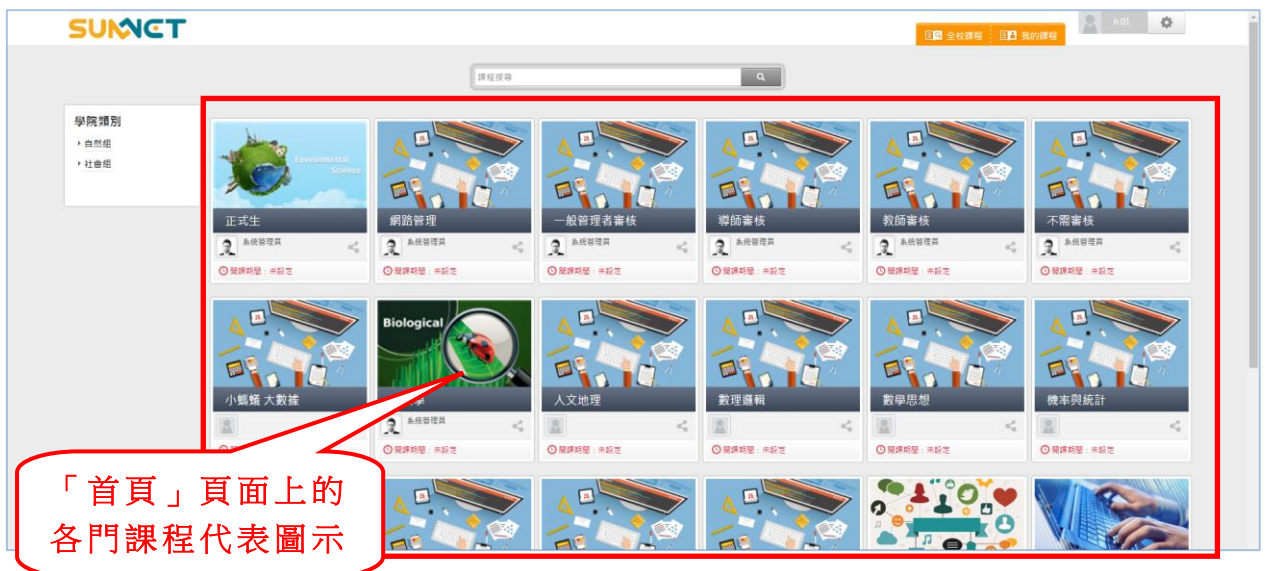 SUNNET
全校課程
我的課程
h 01
課程搜尋
學院類別
自然組
社會組
Environmental
Science
正式生
系統管理員
開課期間：未設定
網路管理
系統管理員
開課期間：未設定
一般管理者審核
系統管理員
開課期間：未設定
導師審核
系統管理員
開課期間：未設定
教師審核
系統管理員
開課期間：未設定
不需審核
系統管理員
開課期間：未設定
小螞蟻 大數據
Biological
學
系統管理員
開課期間：未設定
人文地理
開課期間：未設定
數理邏輯
開課期間：未設定
數學思想
開課期間：未設定
機率與統計
開課期間：未設定
「首頁」頁面上的
各門課程代表圖示